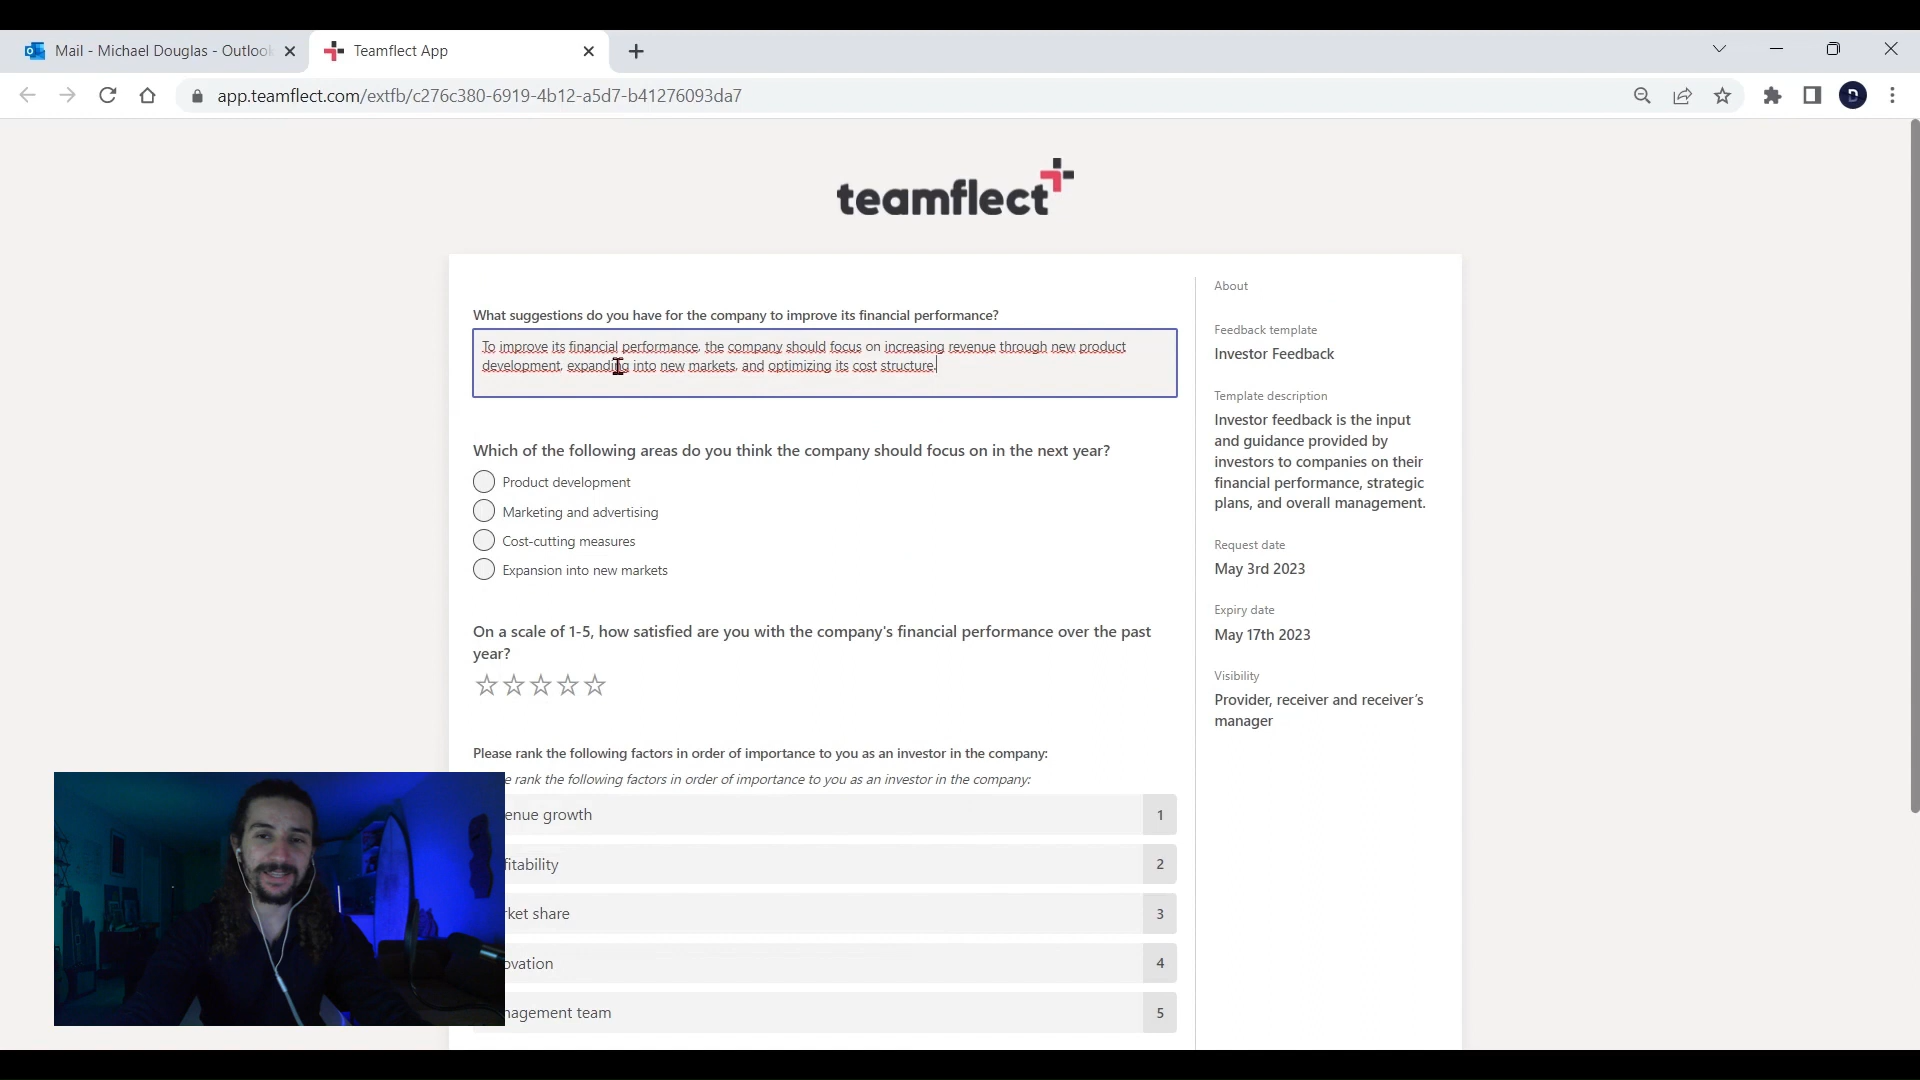 Mail - Michael Douglas - Outlook
Teamflect App
app.teamflect.com/extfb/c276c380-6919-4b12-a5d7-b41276093da7
teamflect
What suggestions do you have for the company to improve its financial performance?
To improve its financial performance, the company should focus on increasing revenue through new product
development, expanding into new markets, and optimizing its cost structure.
Which of the following areas do you think the company should focus on in the next year?
Product development
Marketing and advertising
Cost-cutting measures
Expansion into new markets
On a scale of 1-5, how satisfied are you with the company's financial performance over the past
year?
Please rank the following factors in order of importance to you as an investor in the company:
e rank the following factors in order of importance to you as an investor in the company:
enue growth 1
fitability 2
rket share 3
ovation 4
nagement team 5
About
Feedback template
Investor Feedback
Template description
Investor feedback is the input
and guidance provided by
investors to companies on their
financial performance, strategic
plans, and overall management.
Request date
May 3rd 2023
Expiry date
May 17th 2023
Visibility
Provider, receiver and receiver's
manager